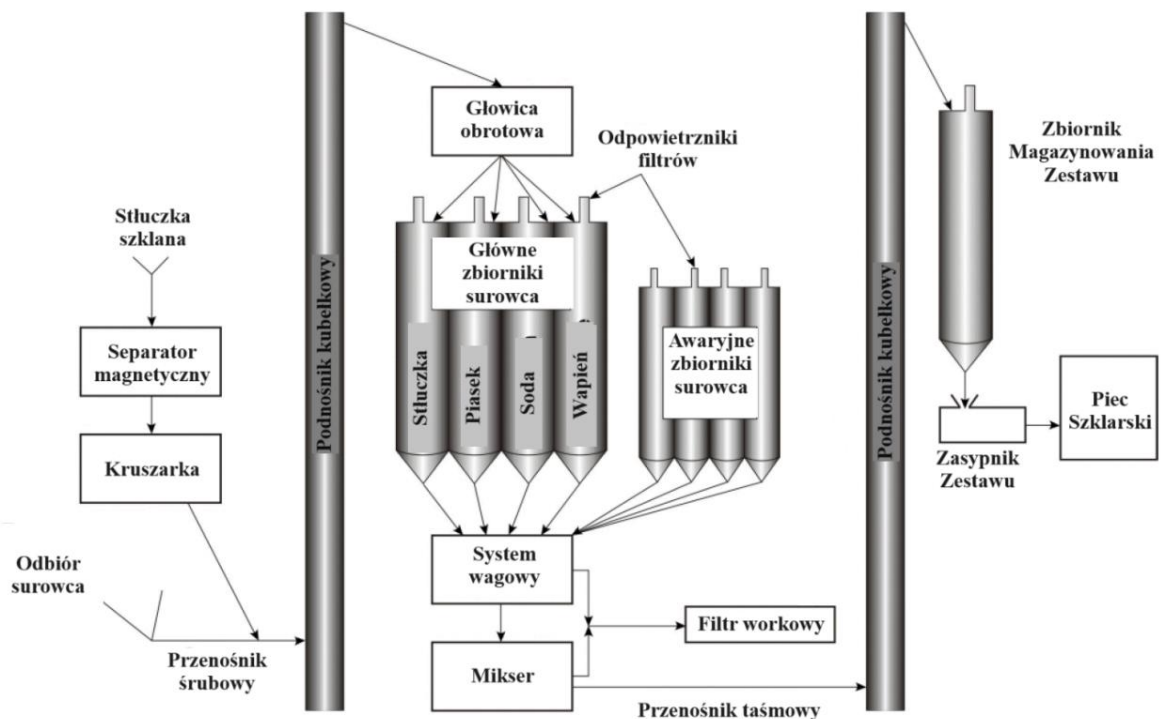 Stłuczka
szklana
Separator
magnetyczny
Kruszarka
Odbiór
surowca
Przenośnik
śrubowy
Podnośnik kubełkowy
Głowica
obrotowa
Odpowietrzniki
filtrów
Główne
zbiorniki
surowca
Stłuczka
Piasek
Soda
Wapień
Awaryjne
zbiorniki
surowca
System
wagowy
Filtr workowy
Mikser
Przenośnik taśmowy
Podnośnik kubełkowy
Zbiornik
Magazynowania
Zestawu
Piec
Szklarski
Zasypnik
Zestawu